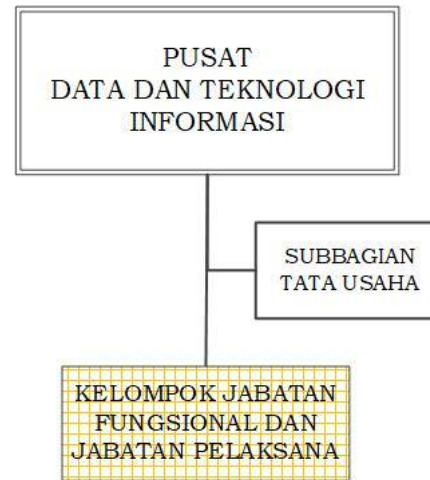 PUSAT
DATA DAN TEKNOLOGI
INFORMASI
SUBBAGIAN
TATA USAHA
KELOMPOK JABATAN
FUNGSIONAL DAN
JABATAN PELAKSANA